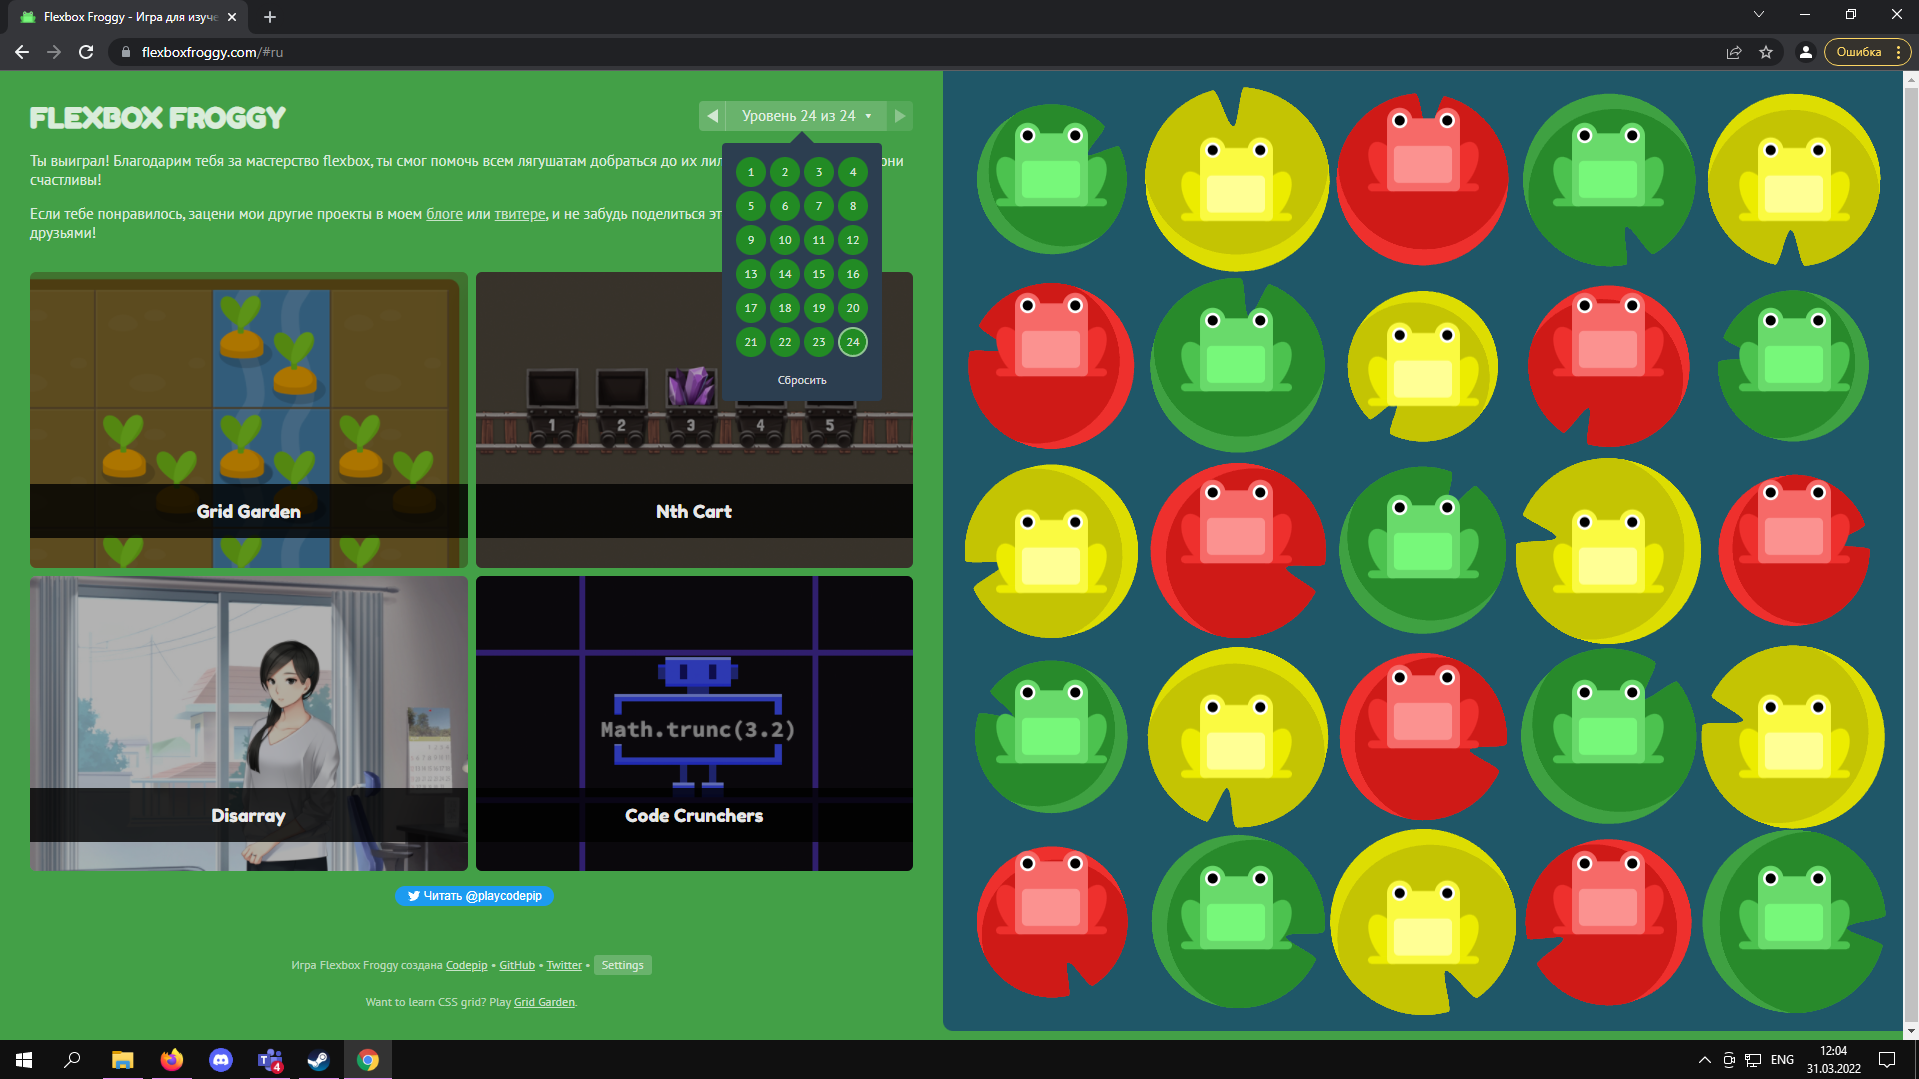 Flexbox Froggy - Игра для изуче
flexboxfroggy.com/#ru
Ошибка
FLEXBOX FROGGY
Уровень 24 из 24
Ты выиграл! Благодарим тебя за мастерство flexbox, ты смог помочь всем лягушатам добраться до их
они
счастливы!
Если тебе понравилось, зацени мои другие проекты в моем блоге или твитере, и не забудь поделиться
друзьями!
1 2 3 4
5 6 7 8
9 10 11 12
13 14 15 16
17 18 19 20
21 22 23 24
Сбросить
1 2 3 4 5
Grid Garden
Nth Cart
Math.trunc(3.2)
Disarray
Code Crunchers
Читать @playcodepip
Игра Flexbox Froggy создана Codepip • GitHub • Twitter • Settings
Want to learn CSS grid? Play Grid Garden.
4
ENG
12:04
31.03.2022